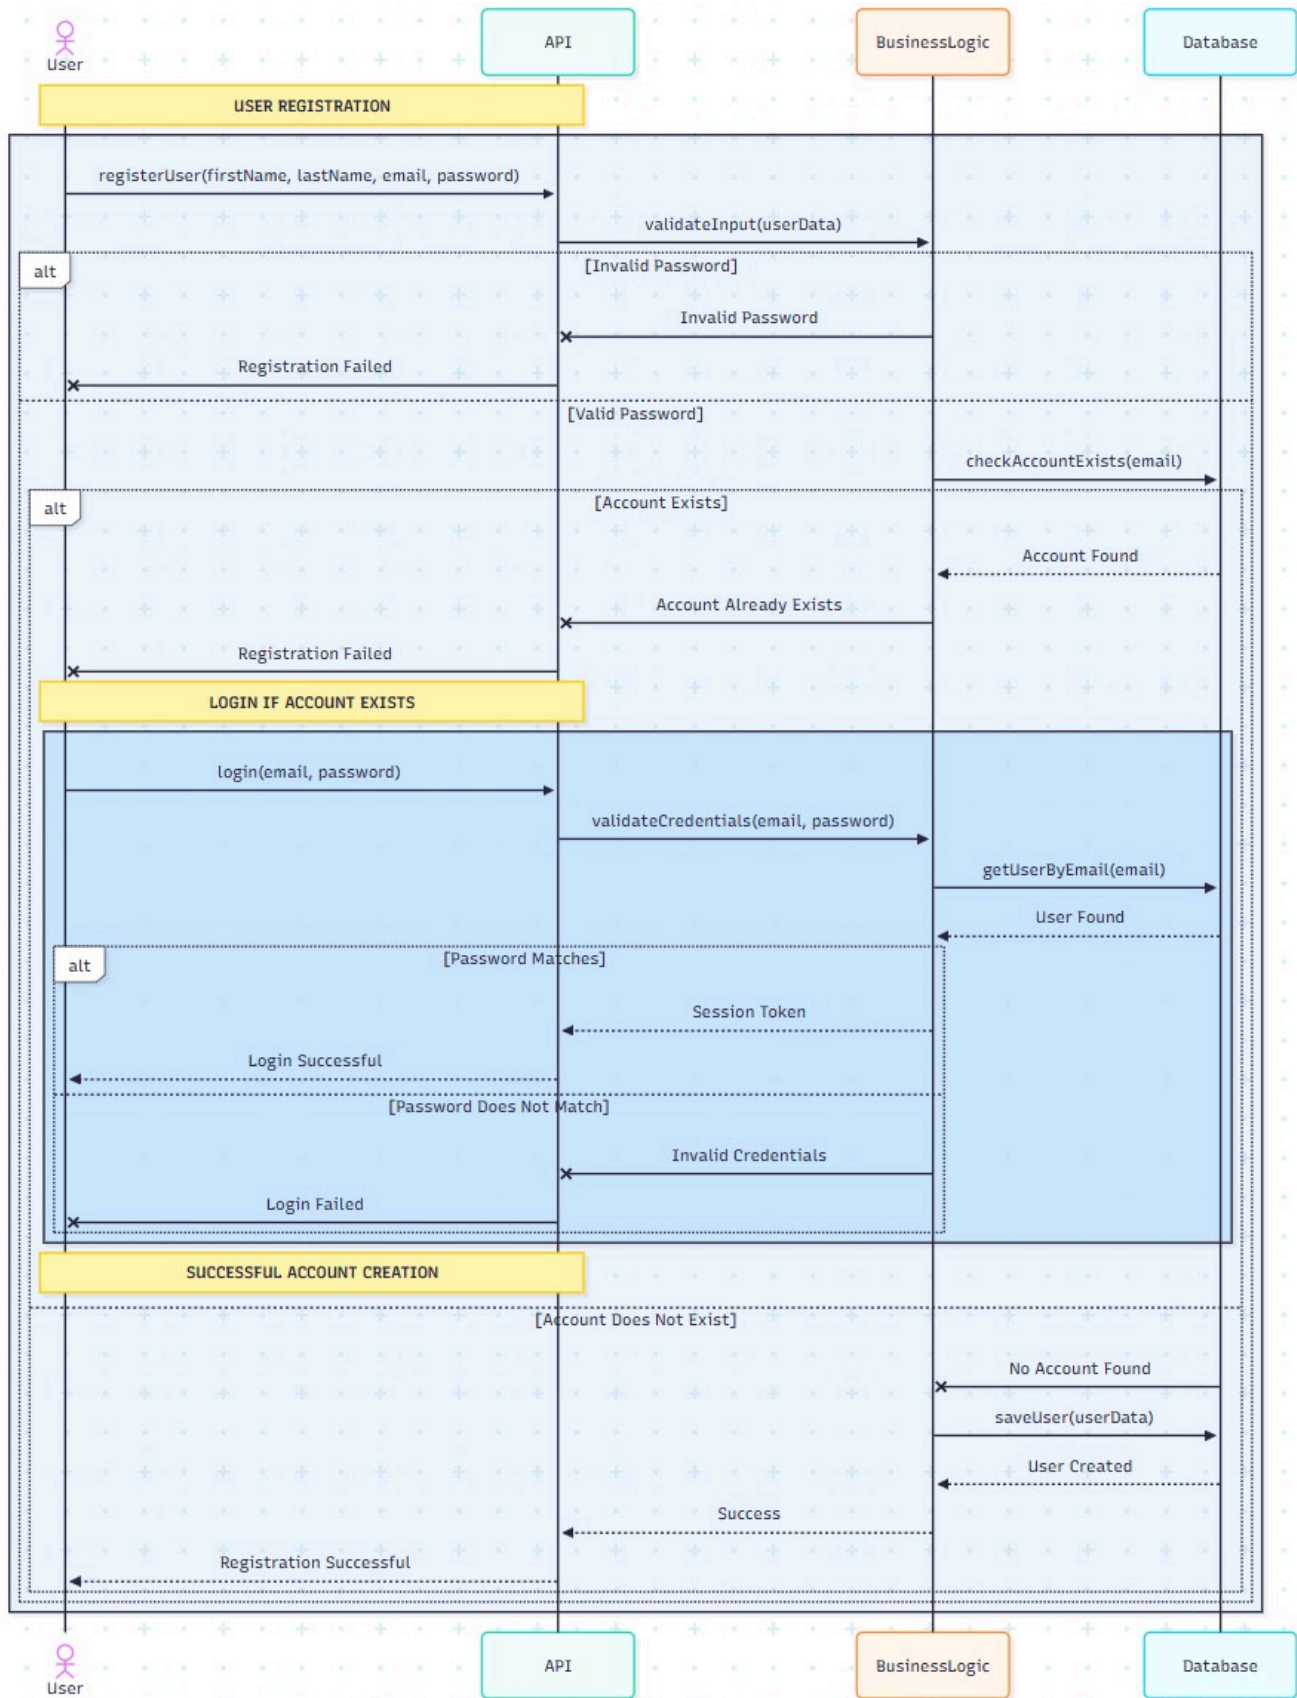 User
API
BusinessLogic
Database
USER REGISTRATION
registerUser(firstName, lastName, email, password)
validateInput(userData)
alt
[Invalid Password]
Invalid Password
Registration Failed
[Valid Password]
checkAccountExists(email)
alt
[Account Exists]
Account Found
Account Already Exists
Registration Failed
LOGIN IF ACCOUNT EXISTS
login(email, password)
validateCredentials(email, password)
getUserByEmail(email)
User Found
alt
[Password Matches]
Session Token
Login Successful
[Password Does Not Match]
Invalid Credentials
Login Failed
SUCCESSFUL ACCOUNT CREATION
[Account Does Not Exist]
No Account Found
saveUser(userData)
User Created
Success
Registration Successful
User
API
BusinessLogic
Database